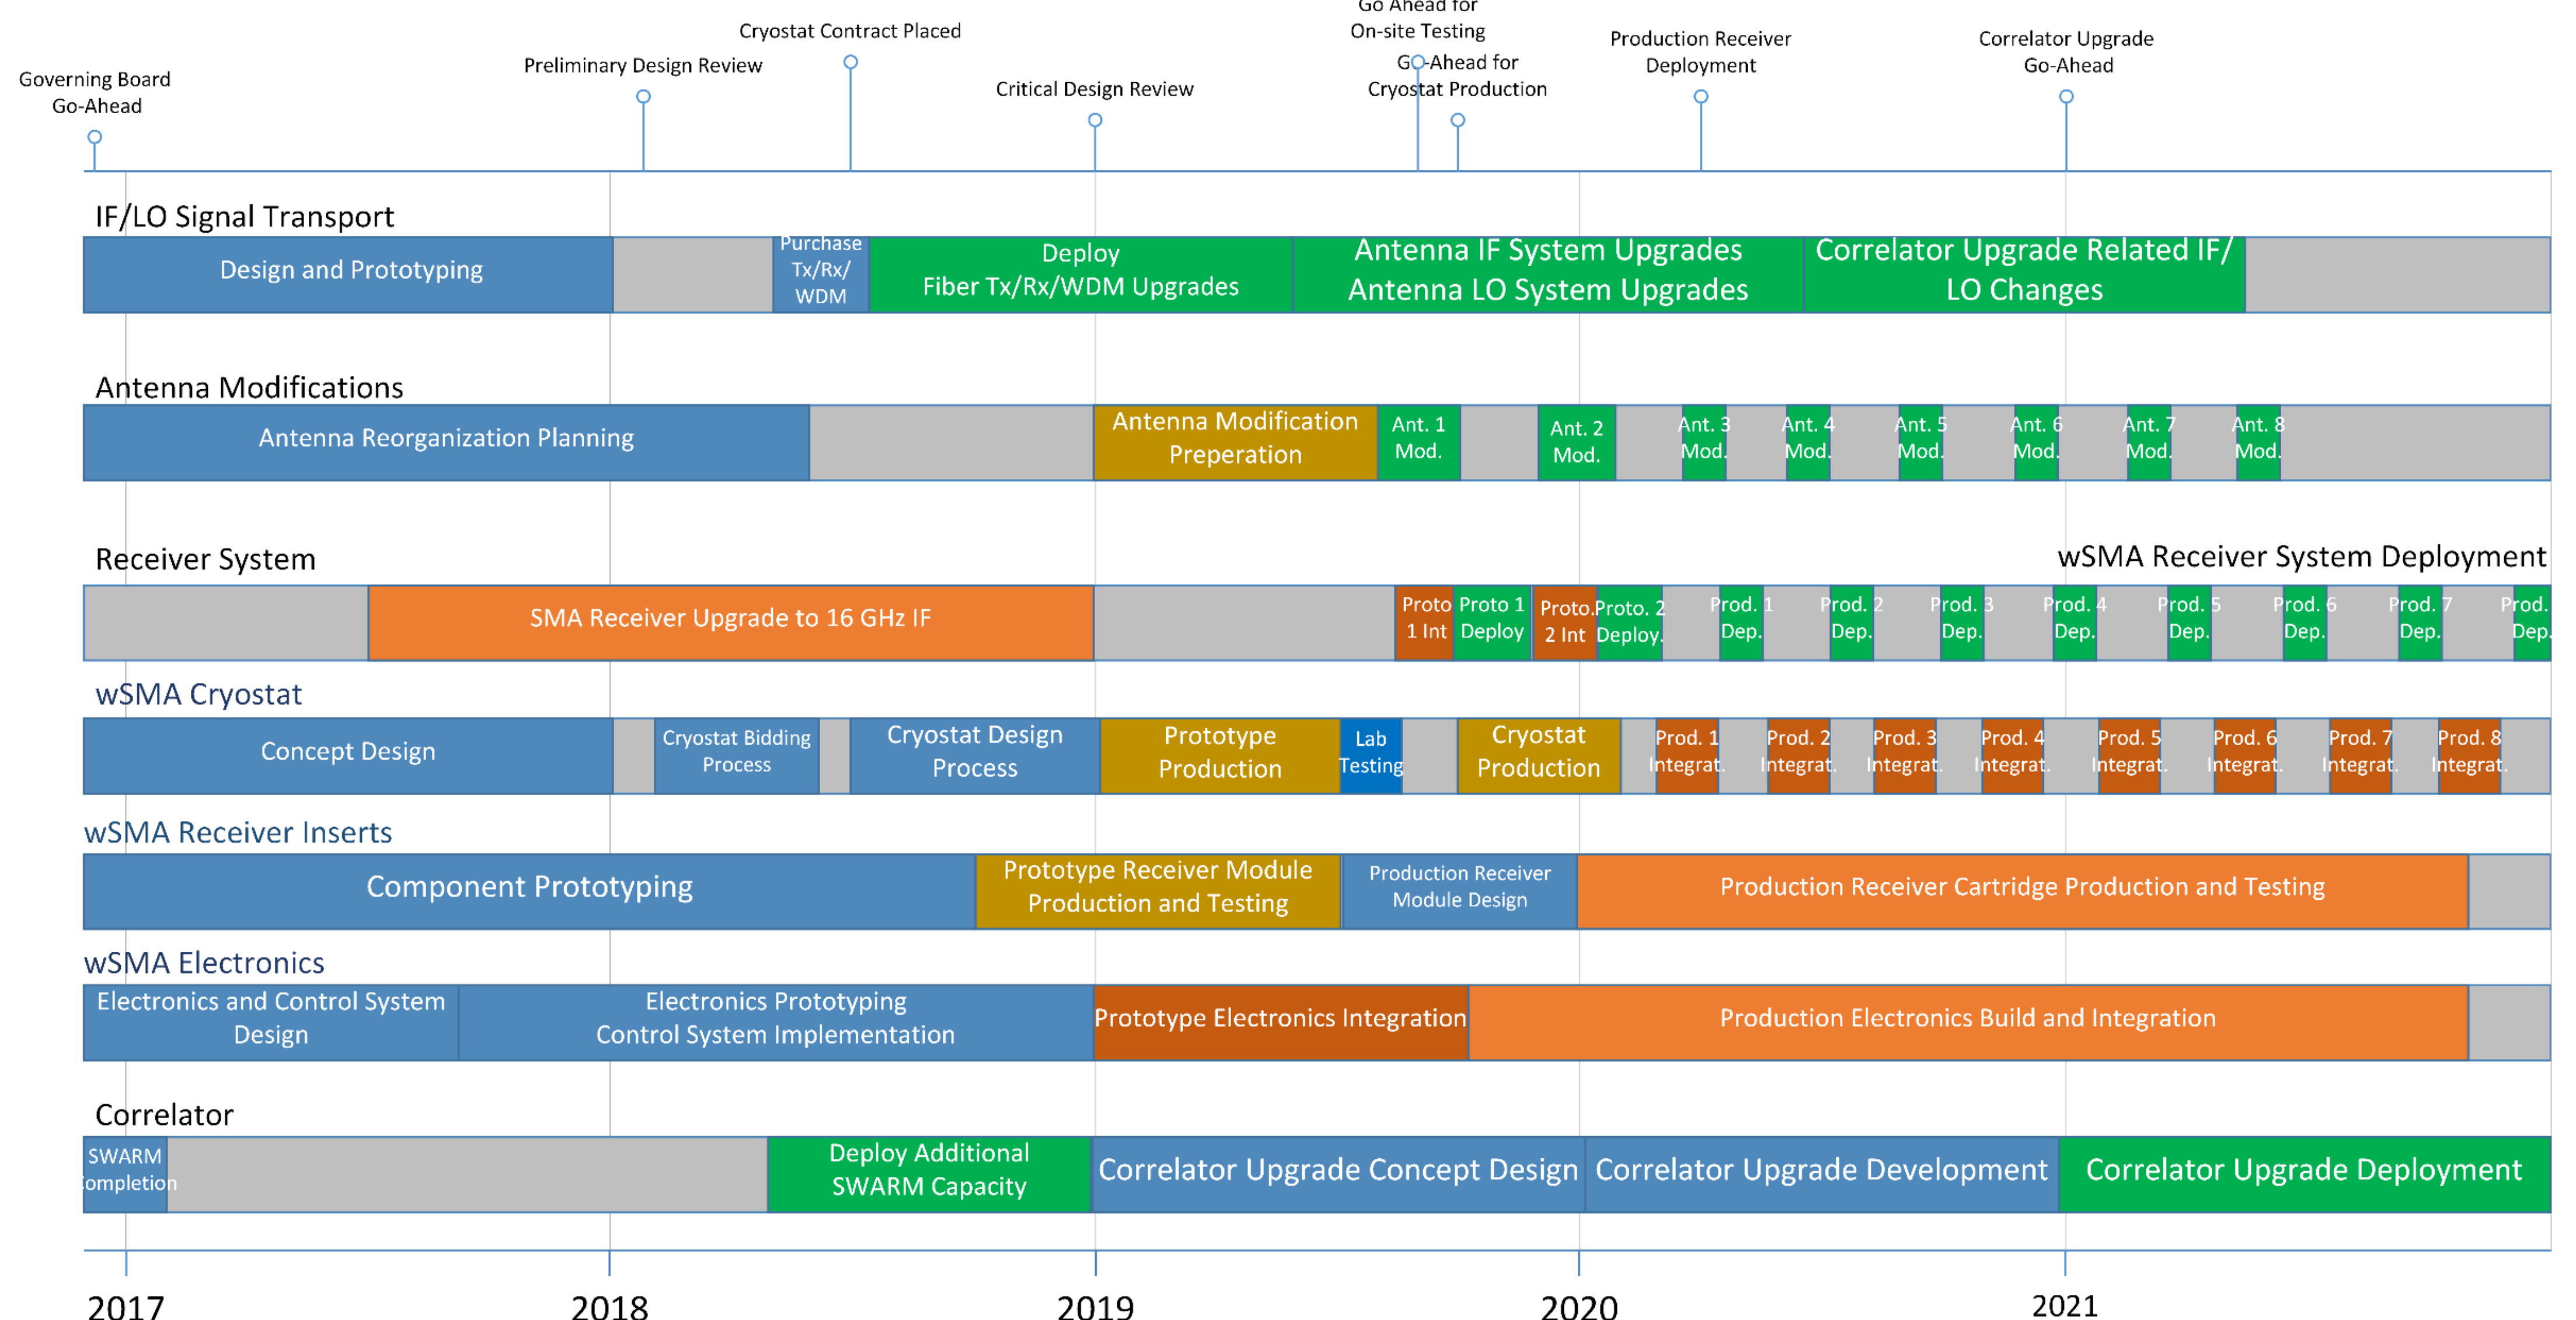 Governing Board
Go-Ahead
Preliminary Design Review
Cryostat Contract Placed
Critical Design Review
Go Ahead for
On-site Testing
Go-Ahead for
Cryostat Production
Production Receiver
Deployment
Correlator Upgrade
Go-Ahead
IF/LO Signal Transport
Design and Prototyping
Purchase
Tx/Rx/
WDM
Deploy
Fiber Tx/Rx/WDM Upgrades
Antenna IF System Upgrades
Antenna LO System Upgrades
Correlator Upgrade Related IF/
LO Changes
Antenna Modifications
Antenna Reorganization Planning
Antenna Modification
Preperation
Ant. 1
Mod.
Ant. 2
Mod.
Ant. 3
Mod.
Ant. 4
Mod.
Ant. 5
Mod.
Ant. 6
Mod.
Ant. 7
Mod.
Ant. 8
Mod.
Receiver System
wSMA Receiver System Deployment
SMA Receiver Upgrade to 16 GHz IF
Proto
1 Int
Proto 1
Deploy
Proto.
2 Int
Proto. 2
Deploy.
Prod. 1
Dep.
Prod. 2
Dep.
Prod. 3
Dep.
Prod. 4
Dep.
Prod. 5
Dep.
Prod. 6
Dep.
Prod. 7
Dep.
Prod.
Dep.
wSMA Cryostat
Concept Design
Cryostat Bidding
Process
Cryostat Design
Process
Prototype
Production
Lab
Testing
Cryostat
Production
Prod. 1
Integrat.
Prod. 2
Integrat.
Prod. 3
Integrat.
Prod. 4
Integrat.
Prod. 5
Integrat.
Prod. 6
Integrat.
Prod. 7
Integrat.
Prod. 8
Integrat.
wSMA Receiver Inserts
Component Prototyping
Prototype Receiver Module
Production and Testing
Production Receiver
Module Design
Production Receiver Cartridge Production and Testing
wSMA Electronics
Electronics and Control System
Design
Electronics Prototyping
Control System Implementation
Prototype Electronics Integration
Production Electronics Build and Integration
Correlator
SWARM
ompletion
Deploy Additional
SWARM Capacity
Correlator Upgrade Concept Design
Correlator Upgrade Development
Correlator Upgrade Deployment
2017
2018
2019
2020
2021